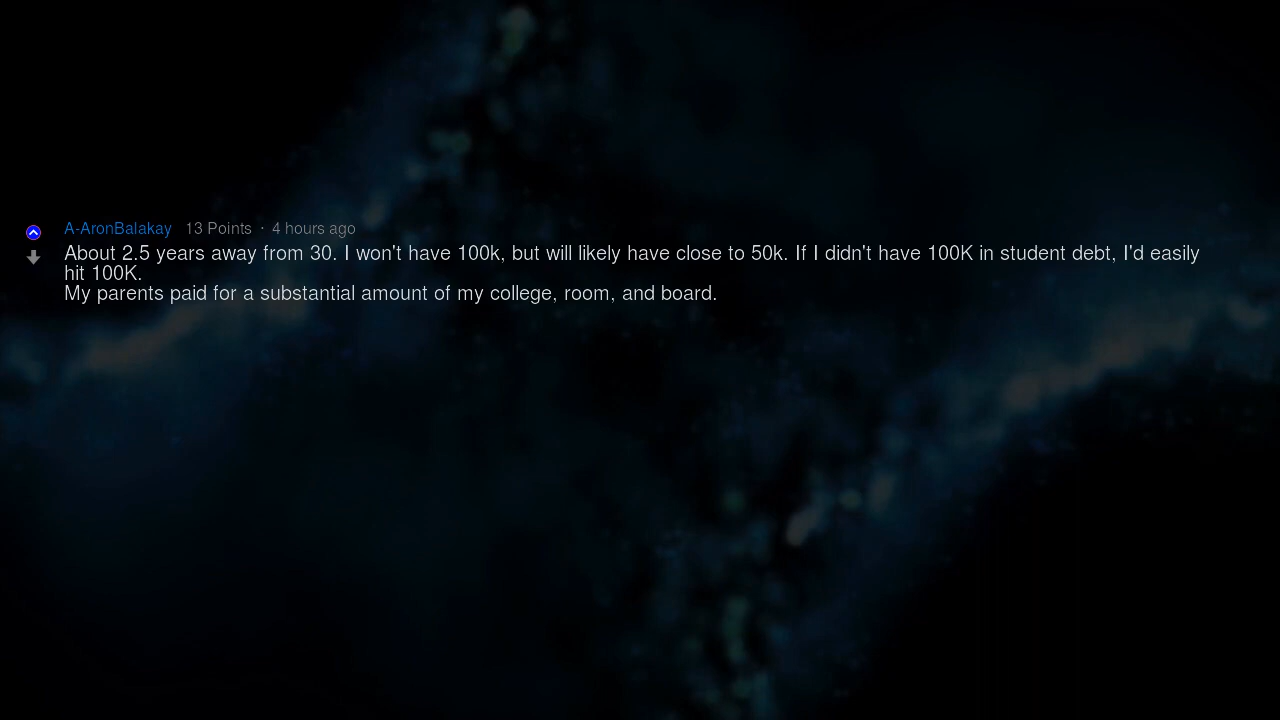 A-AronBalakay 13 Points · 4 hours ago
About 2.5 years away from 30. I won't have 100k, but will likely have close to 50k. If I didn't have 100K in student debt, I'd easily
hit 100K.
My parents paid for a substantial amount of my college, room, and board.